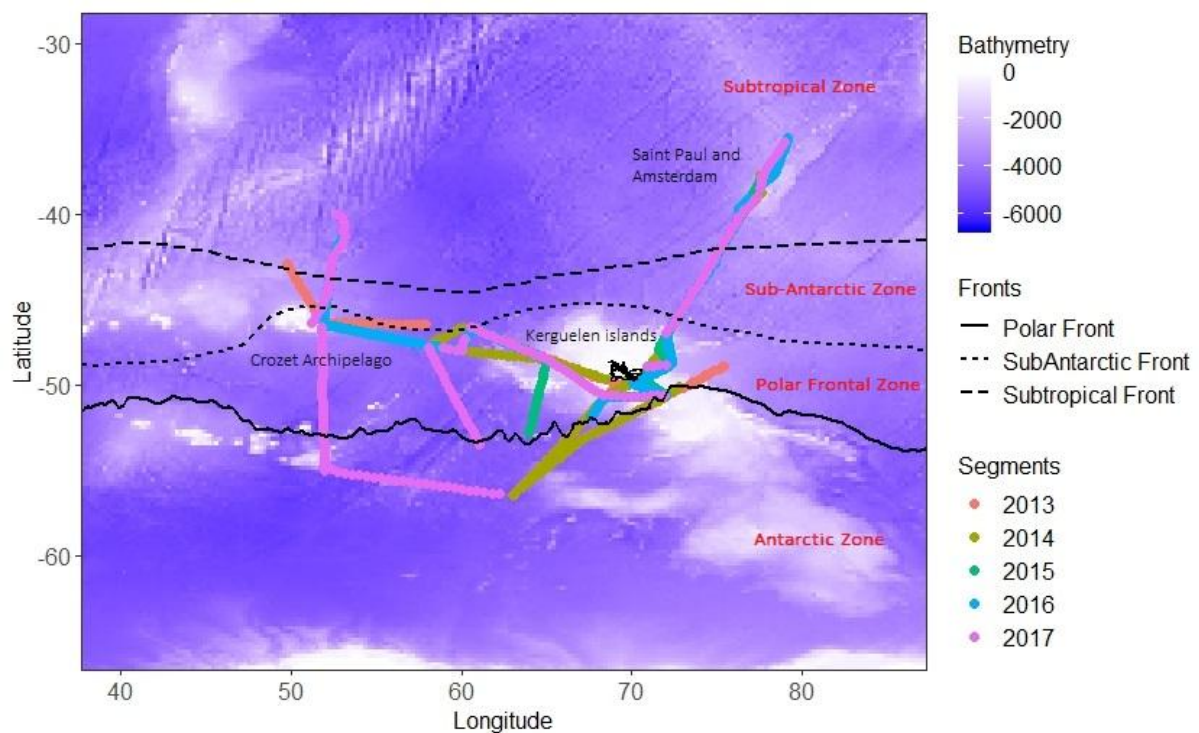 -30
-40
-50
-60
Latitude
40
50
60
70
80
Longitude
Subtropical Zone
Saint Paul and
Amsterdam
Sub-Antarctic Zone
Kerguelen islands
Crozet Archipelago
Polar Frontal Zone
Antarctic Zone
Bathymetry
0
-2000
-4000
-6000
Fronts
Polar Front
SubAntarctic Front
Subtropical Front
Segments
2013
2014
2015
2016
2017